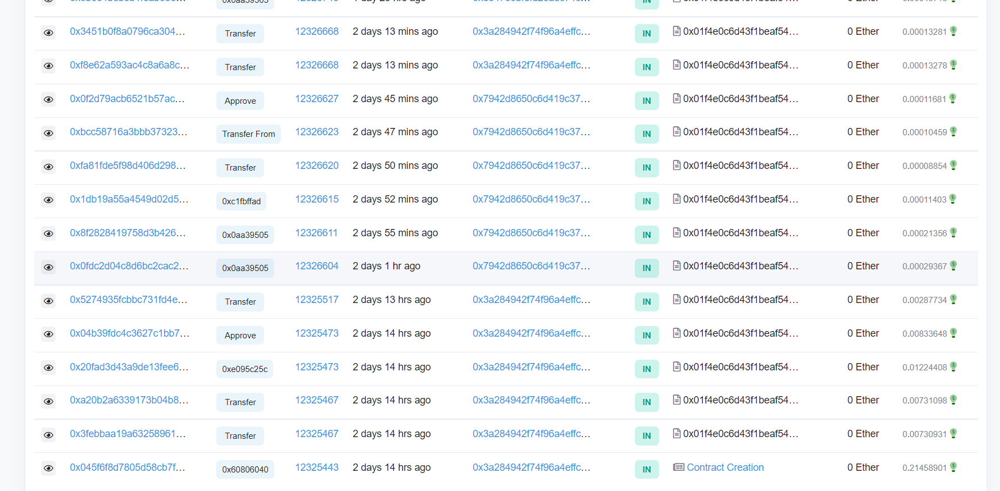 0x3451b0f8a0796ca304... Transfer 12326668 2 days 13 mins ago 0x3a284942f74f96a4effc... IN 0x01f4e0c6d43f1beaf54... 0 Ether 0.00013281
0xf8e62a593ac4c8a6a8c... Transfer 12326668 2 days 13 mins ago 0x3a284942f74f96a4effc... IN 0x01f4e0c6d43f1beaf54... 0 Ether 0.00013278
0x0f2d79acb6521b57ac... Approve 12326627 2 days 45 mins ago 0x7942d8650c6d419c37... IN 0x01f4e0c6d43f1beaf54... 0 Ether 0.00011681
0xbcc58716a3bbb37323... Transfer From 12326623 2 days 47 mins ago 0x7942d8650c6d419c37... IN 0x01f4e0c6d43f1beaf54... 0 Ether 0.00010459
0xfa81fde5f98d406d298... Transfer 12326620 2 days 50 mins ago 0x7942d8650c6d419c37... IN 0x01f4e0c6d43f1beaf54... 0 Ether 0.00008854
0x1db19a55a4549d02d5... 0xc1fbffad 12326615 2 days 52 mins ago 0x7942d8650c6d419c37... IN 0x01f4e0c6d43f1beaf54... 0 Ether 0.00011403
0x8f2828419758d3b426... 0x0aa39505 12326611 2 days 55 mins ago 0x7942d8650c6d419c37... IN 0x01f4e0c6d43f1beaf54... 0 Ether 0.00021356
0x0fdc2d04c8d6bc2cac2... 0x0aa39505 12326604 2 days 1 hr ago 0x7942d8650c6d419c37... IN 0x01f4e0c6d43f1beaf54... 0 Ether 0.00029367
0x5274935fcbbc731fd4e... Transfer 12325517 2 days 13 hrs ago 0x3a284942f74f96a4effc... IN 0x01f4e0c6d43f1beaf54... 0 Ether 0.00287734
0x04b39fdc4c3627c1bb7... Approve 12325473 2 days 14 hrs ago 0x3a284942f74f96a4effc... IN 0x01f4e0c6d43f1beaf54... 0 Ether 0.00833648
0x20fad3d43a9de13fee6... 0xe095c25c 12325473 2 days 14 hrs ago 0x3a284942f74f96a4effc... IN 0x01f4e0c6d43f1beaf54... 0 Ether 0.01224408
0xa20b2a6339173b04b8... Transfer 12325467 2 days 14 hrs ago 0x3a284942f74f96a4effc... IN 0x01f4e0c6d43f1beaf54... 0 Ether 0.00731098
0x3febbaa19a63258961... Transfer 12325467 2 days 14 hrs ago 0x3a284942f74f96a4effc... IN 0x01f4e0c6d43f1beaf54... 0 Ether 0.00730931
0x045f6f8d7805d58cb7f... 0x60806040 12325443 2 days 14 hrs ago 0x3a284942f74f96a4effc... IN Contract Creation 0 Ether 0.21458901